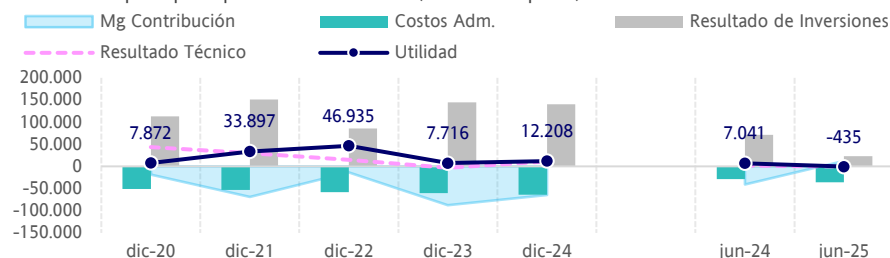 Mg Contribución Costos Adm. Resultado de Inversiones
Resultado Técnico Utilidad
200.000
150.000
100.000
50.000
0
-50.000
-100.000
-150.000
7.872 33.897 46.935 7.716 12.208 7.041 -435
dic-20 dic-21 dic-22 dic-23 dic-24 jun-24 jun-25